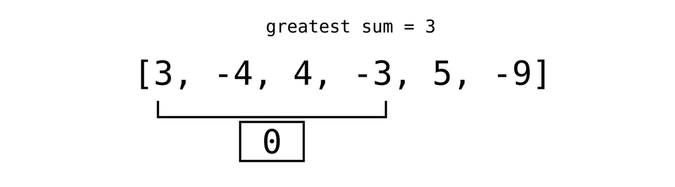 greatest sum = 3
[3, -4, 4, -3, 5, -9]
0